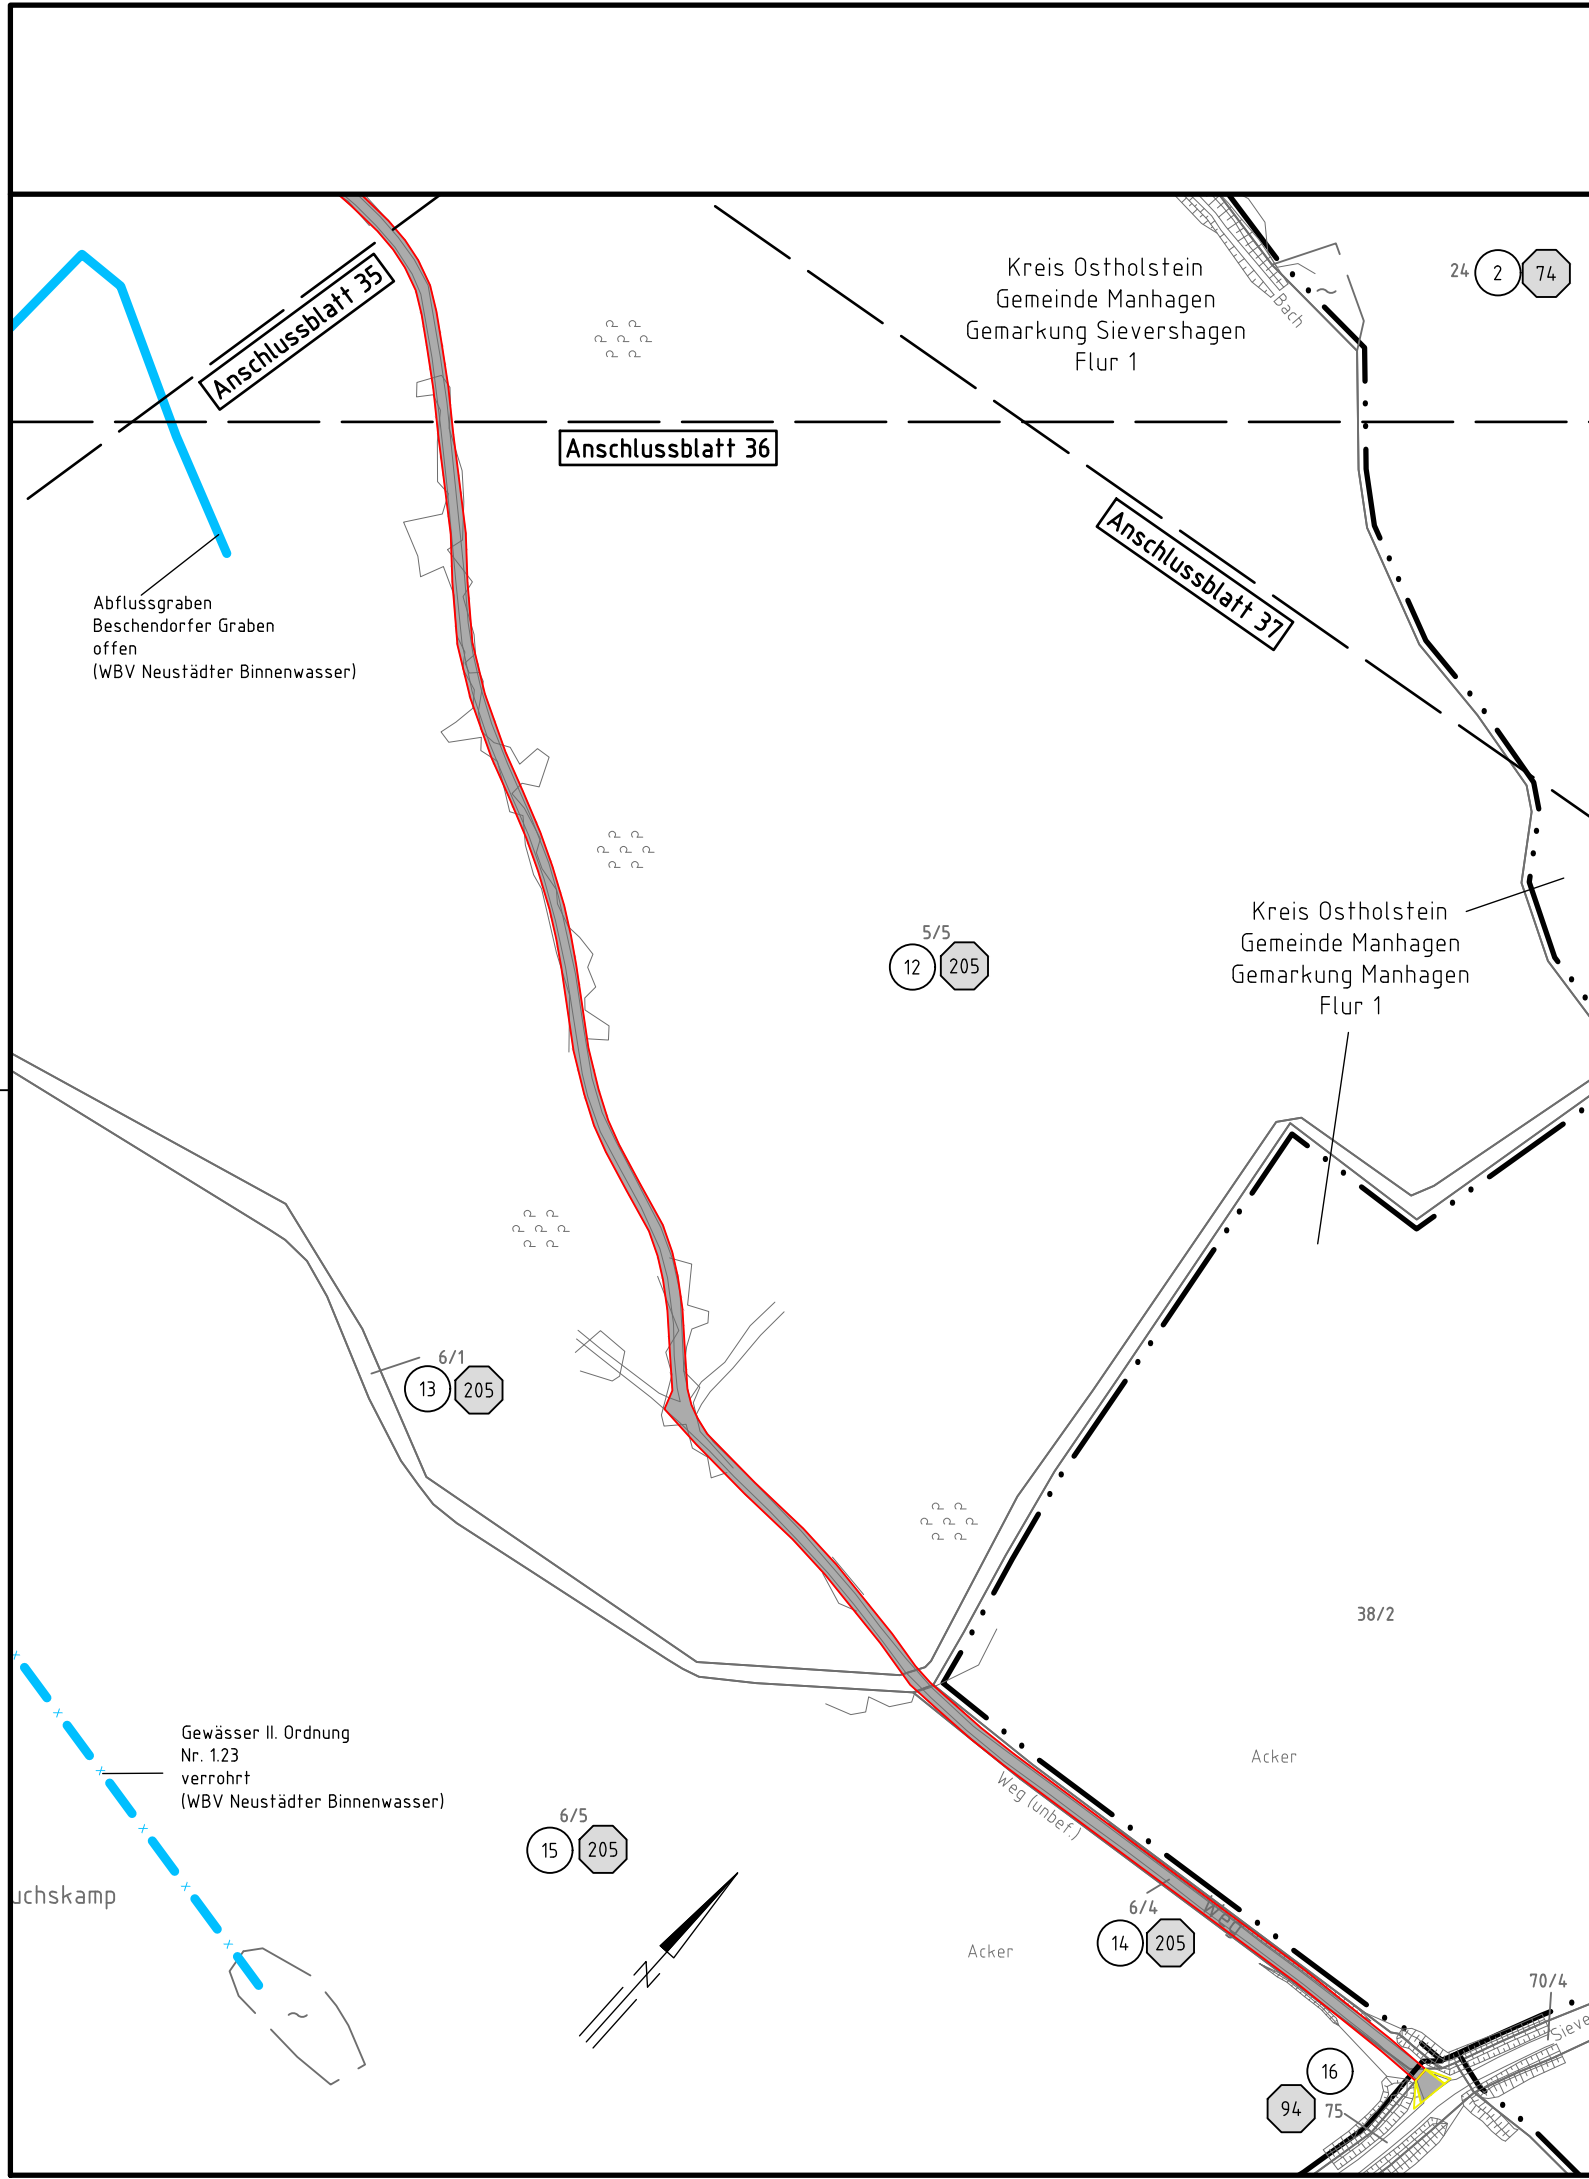 Kreis Ostholstein
Gemeinde Manhagen
Gemarkung Sievershagen
Flur 1
24 2 74
Bach
Anschlussblatt 35
Anschlussblatt 36
Anschlussblatt 37
Abflussgraben
Beschendorfer Graben
offen
(WBV Neustädter Binnenwasser)
5/5
12 205
Kreis Ostholstein
Gemeinde Manhagen
Gemarkung Manhagen
Flur 1
6/1
13 205
38/2
Gewässer II. Ordnung
Nr. 1.23
verrohrt
(WBV Neustädter Binnenwasser)
Acker
Weg (unbef.)
6/5
15 205
uchskamp
6/4
14 205
Weg
Acker
N
70/4
Sieve
16
94 75